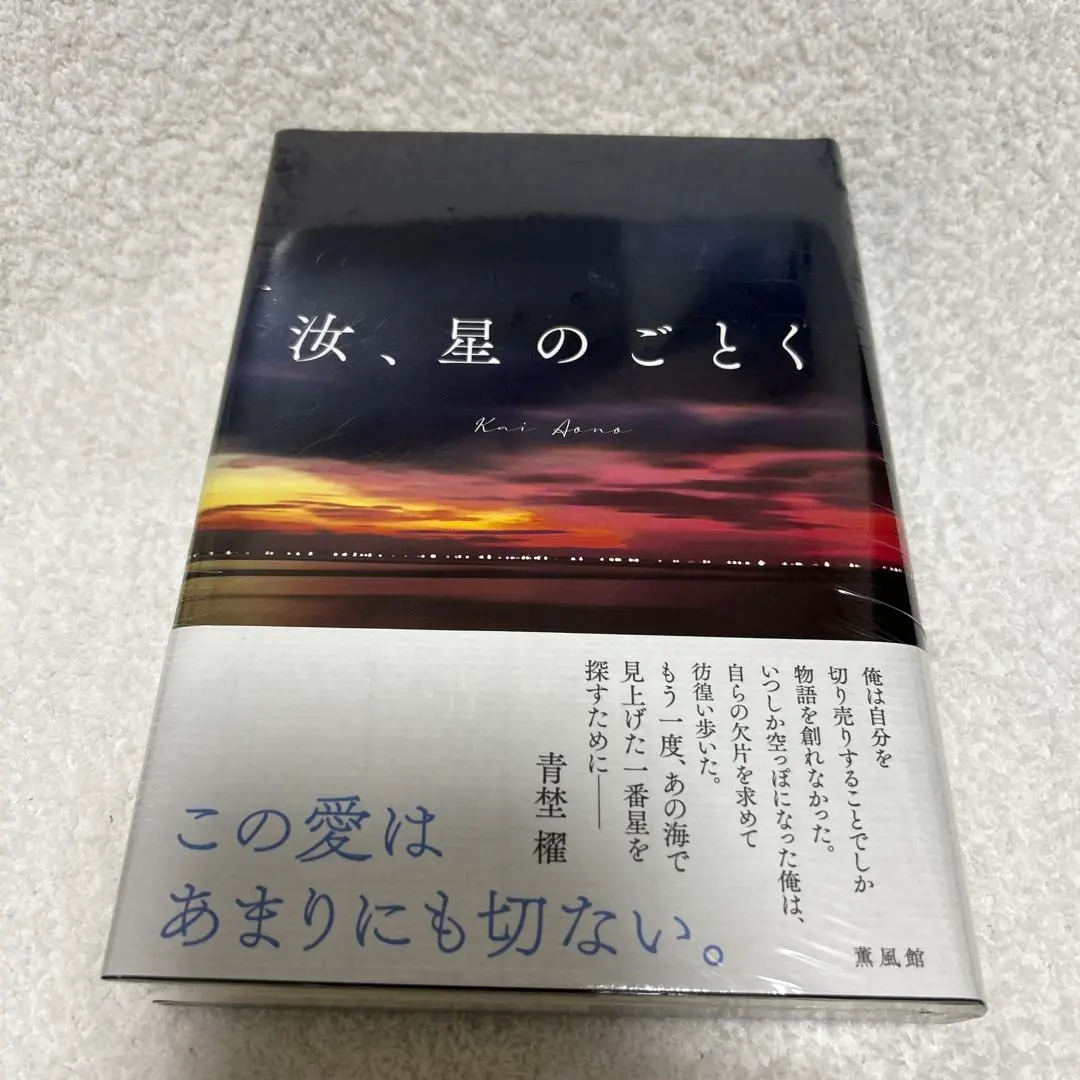 汝、星のごとく
Kai Aono
俺は自分を
切り売りすることでしか
物語を創れなかった。
いつしか空っぽになった俺は、
自らの欠片を求めて
彷徨い歩いた。
もう一度、あの海で
見上げた一番星を
探すために――
青埜 櫂
この愛は
あまりにも切ない。
薫風館